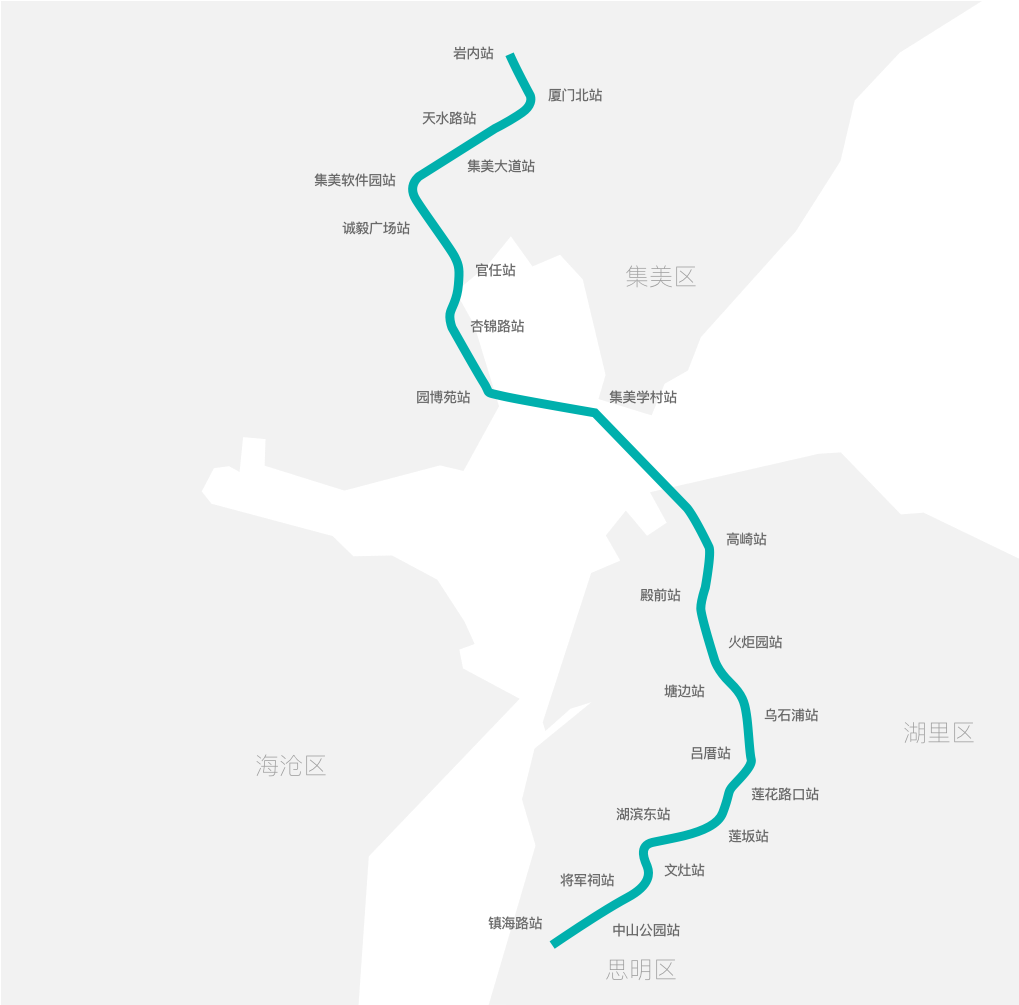 岩内站
厦门北站
天水路站
集美大道站
集美软件园站
诚毅广场站
官任站
集美区
杏锦路站
园博苑站
集美学村站
高崎站
殿前站
火炬园站
塘边站
乌石浦站
湖里区
吕厝站
海沧区
莲花路口站
湖滨东站
莲坂站
文灶站
将军祠站
镇海路站
中山公园站
思明区